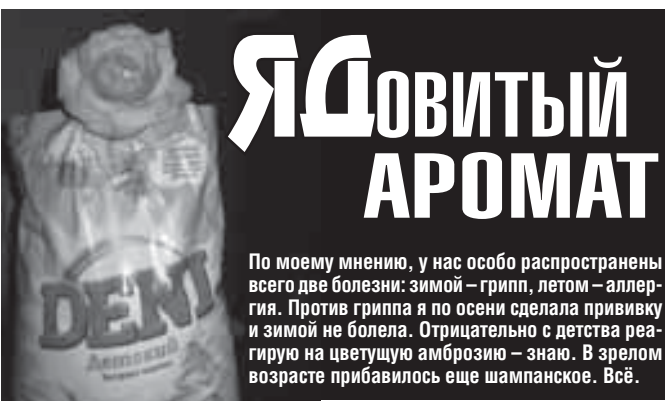 ЯДОВИТЫЙ
АРОМАТ
По моему мнению, у нас особо распространены
всего две болезни: зимой – грипп, летом – аллер-
гия. Против гриппа я по осени сделала прививку
и зимой не болела. Отрицательно с детства реа-
гирую на цветущую амброзию – знаю. В зрелом
возрасте прибавилось еще шампанское. Всё.
DENI
Детский